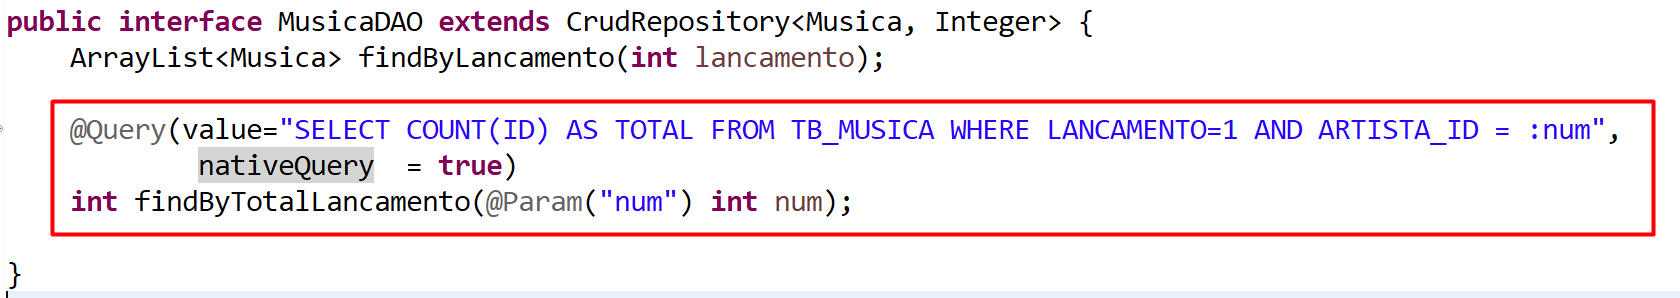 public interface MusicaDAO extends CrudRepository<Musica, Integer> {
ArrayList<Musica> findByLancamento(int lancamento);
@Query(value="SELECT COUNT(ID) AS TOTAL FROM TB_MUSICA WHERE LANCAMENTO=1 AND ARTISTA_ID = :num",
nativeQuery  = true)
int findByTotalLancamento(@Param("num") int num);
}